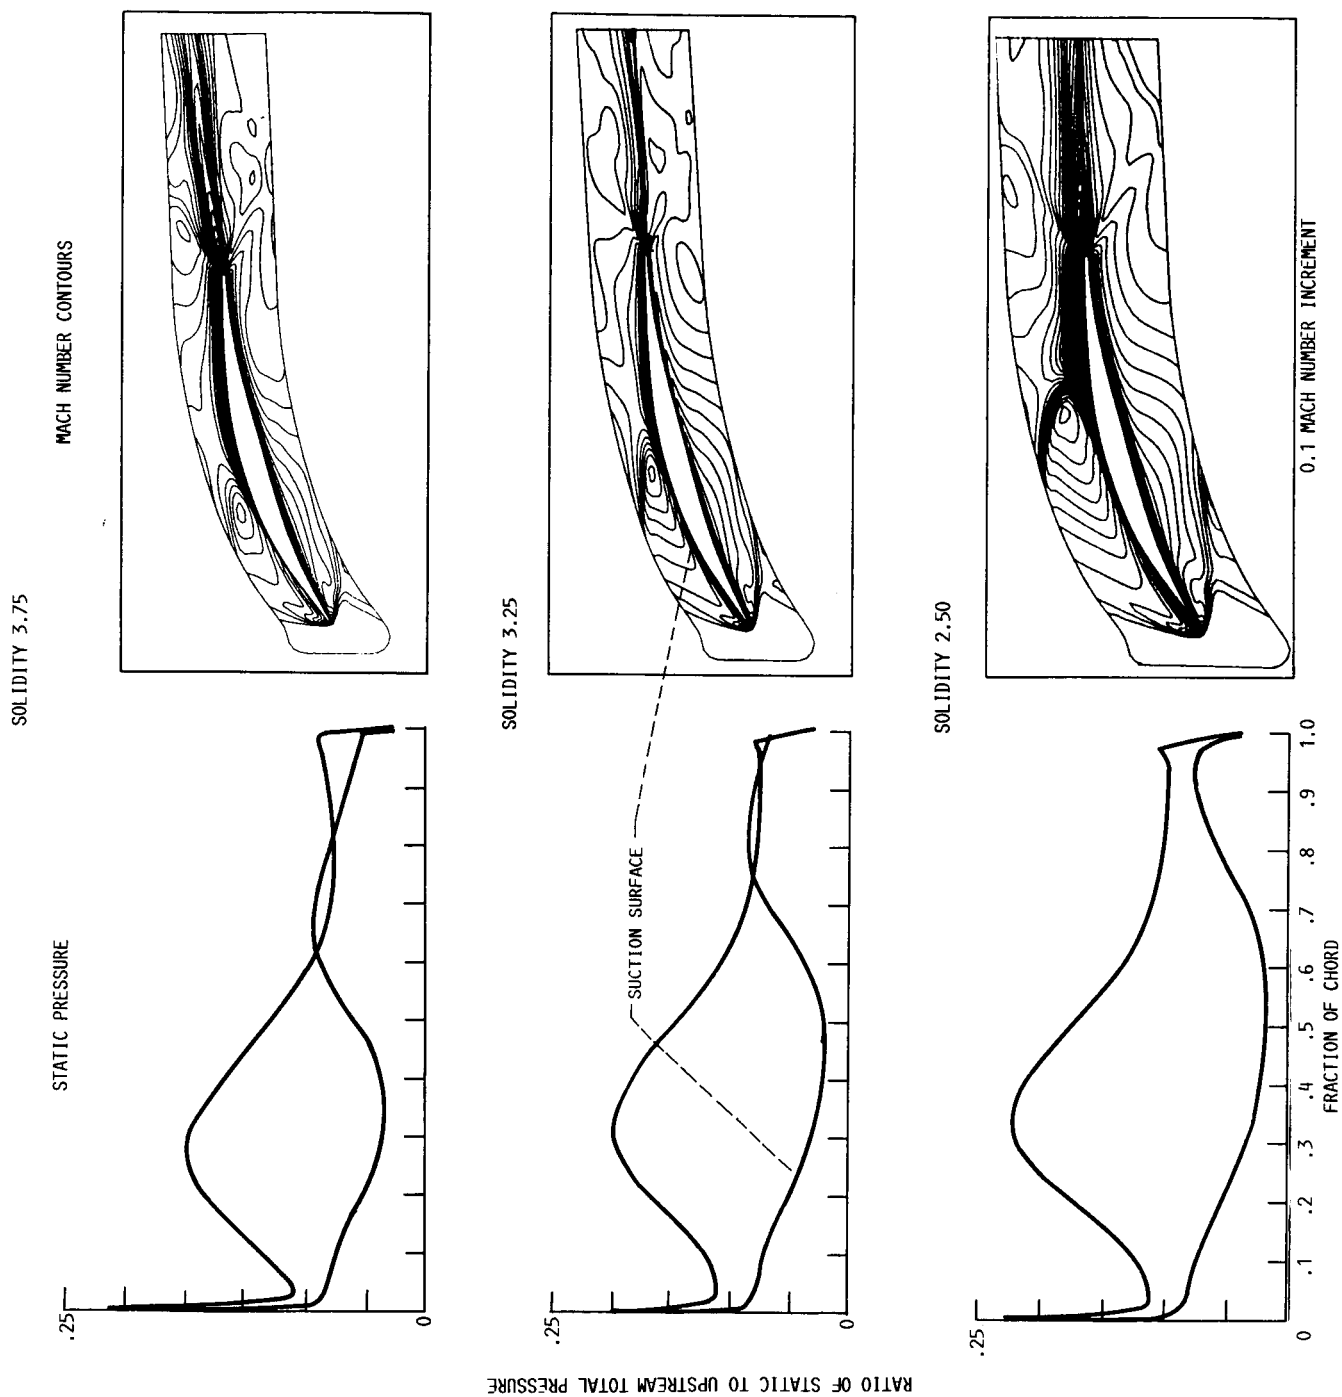 SOLIDITY 3.75
STATIC PRESSURE
MACH NUMBER CONTOURS
.25
0
SOLIDITY 3.25
SUCTION SURFACE
.25
0
RATIO OF STATIC TO UPSTREAM TOTAL PRESSURE
SOLIDITY 2.50
.25
0
0 .1 .2 .3 .4 .5 .6 .7 .8 .9 1.0
FRACTION OF CHORD
0.1 MACH NUMBER INCREMENT